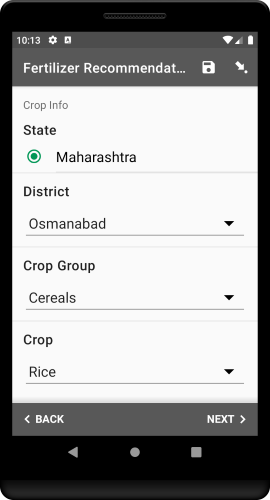 10:13
Fertilizer Recommendat...
Crop Info
State
Maharashtra
District
Osmanabad
Crop Group
Cereals
Crop
Rice
BACK
NEXT